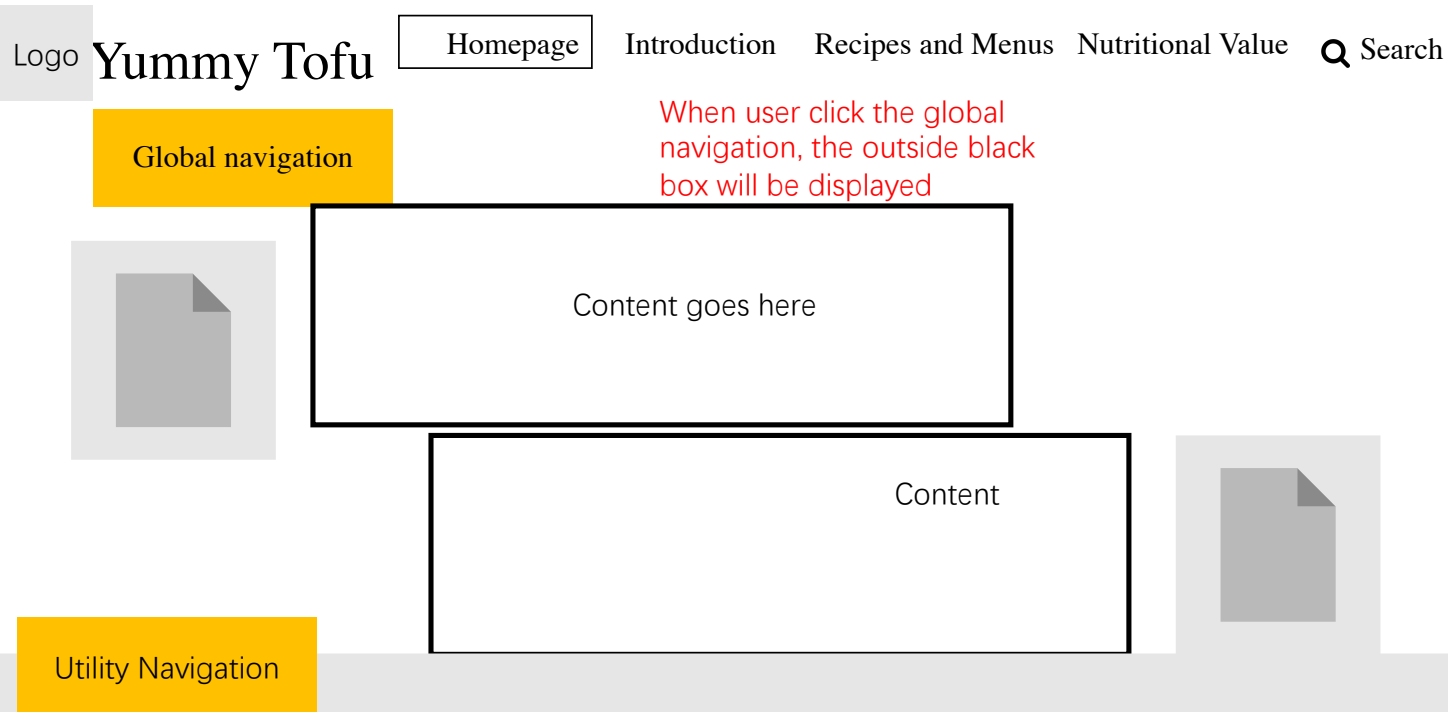 Logo Yummy Tofu Homepage Introduction Recipes and Menus Nutritional Value Search
When user click the global
navigation, the outside black
box will be displayed
Global navigation
Content goes here
Content
Utility Navigation